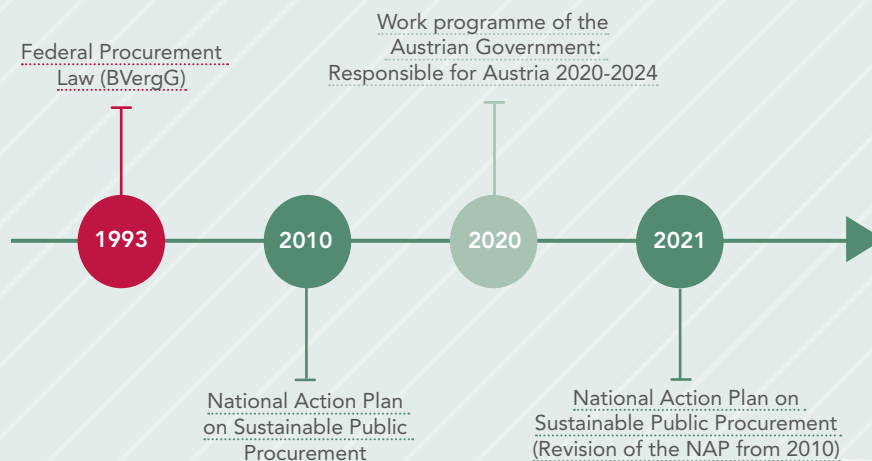 Federal Procurement
Law (BVergG)
Work programme of the
Austrian Government:
Responsible for Austria 2020-2024
1993
2010
2020
2021
National Action Plan
on Sustainable Public
Procurement
National Action Plan on
Sustainable Public Procurement
(Revision of the NAP from 2010)